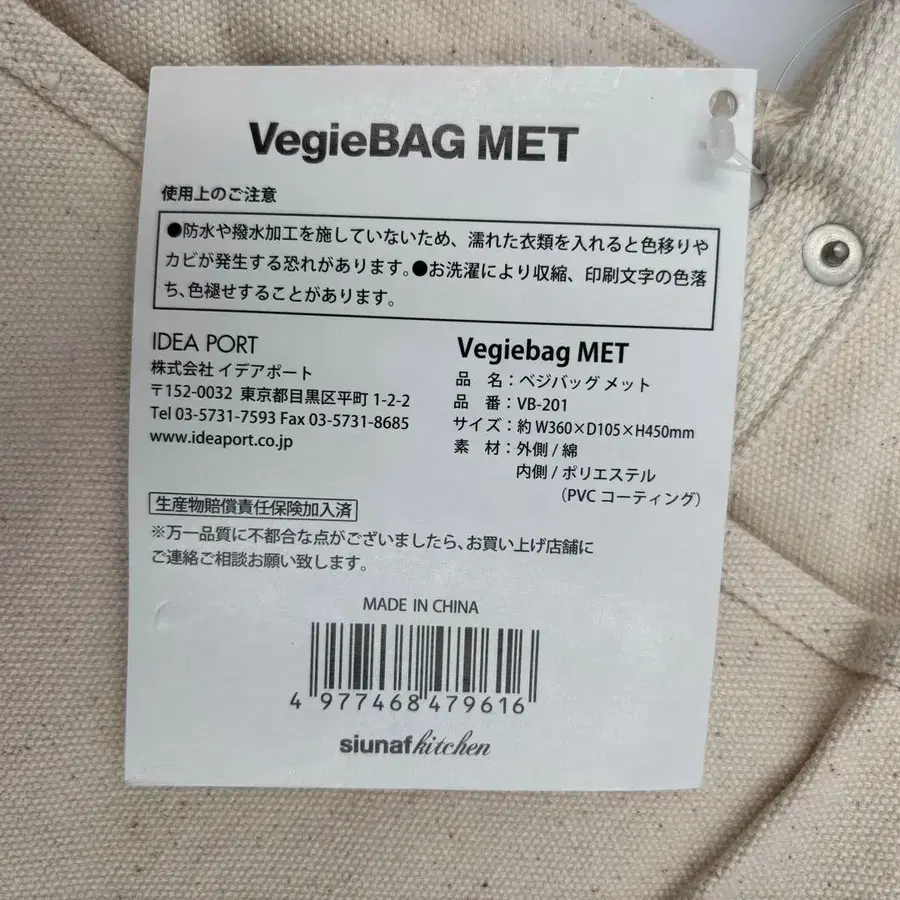 VegieBAG MET
使用上のご注意
●防水や撥水加工を施していないため、濡れた衣類を入れると色移りや
カビが発生する恐れがあります。●お洗濯により収縮、印刷文字の色落
ち、色褪せすることがあります。
IDEA PORT
株式会社 イデアポート
〒152-0032 東京都目黒区平町 1-2-2
Tel 03-5731-7593 Fax 03-5731-8685
www.ideaport.co.jp
Vegiebag MET
品 名：ベジバッグ メット
品 番：VB-201
サイズ：約 W360×D105×H450mm
素 材：外側 / 綿
内側 / ポリエステル
（PVC コーティング）
生産物賠償責任保険加入済
※万一品質に不都合な点がございましたら、お買い上げ店舗に
ご連絡ご相談お願い致します。
MADE IN CHINA
4 977468 479616
siunaf kitchen